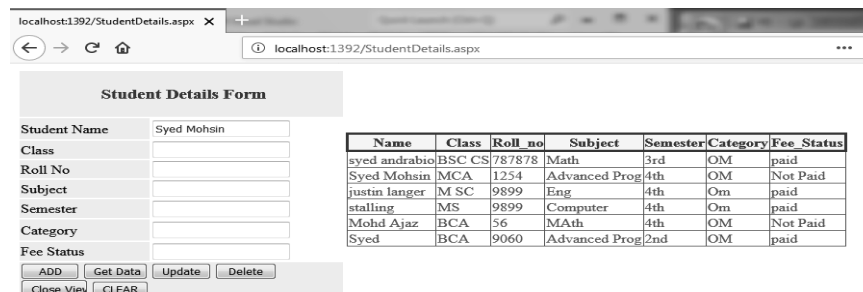 localhost:1392/StudentDetails.aspx
localhost:1392/StudentDetails.aspx
Student Details Form
Student Name Syed Mohsin
Class
Roll No
Subject
Semester
Category
Fee Status
ADD Get Data Update Delete
Close View CLEAR
Name Class Roll_no Subject Semester Category Fee_Status
syed andrabio BSC CS 787878 Math 3rd OM paid
Syed Mohsin MCA 1254 Advanced Prog 4th OM Not Paid
justin langer M SC 9899 Eng 4th Om paid
stalling MS 9899 Computer 4th Om paid
Mohd Ajaz BCA 56 MAth 4th OM Not Paid
Syed BCA 9060 Advanced Prog 2nd OM paid